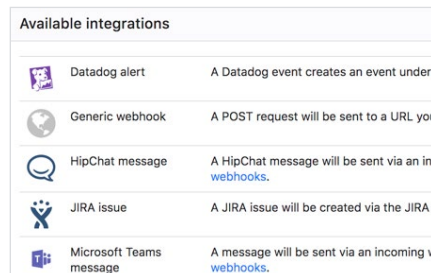 Available integrations
Datadog alert A Datadog event creates an event under
Generic webhook A POST request will be sent to a URL you
HipChat message A HipChat message will be sent via an in
webhooks.
JIRA issue A JIRA issue will be created via the JIRA
Microsoft Teams A message will be sent via an incoming w
message webhooks.